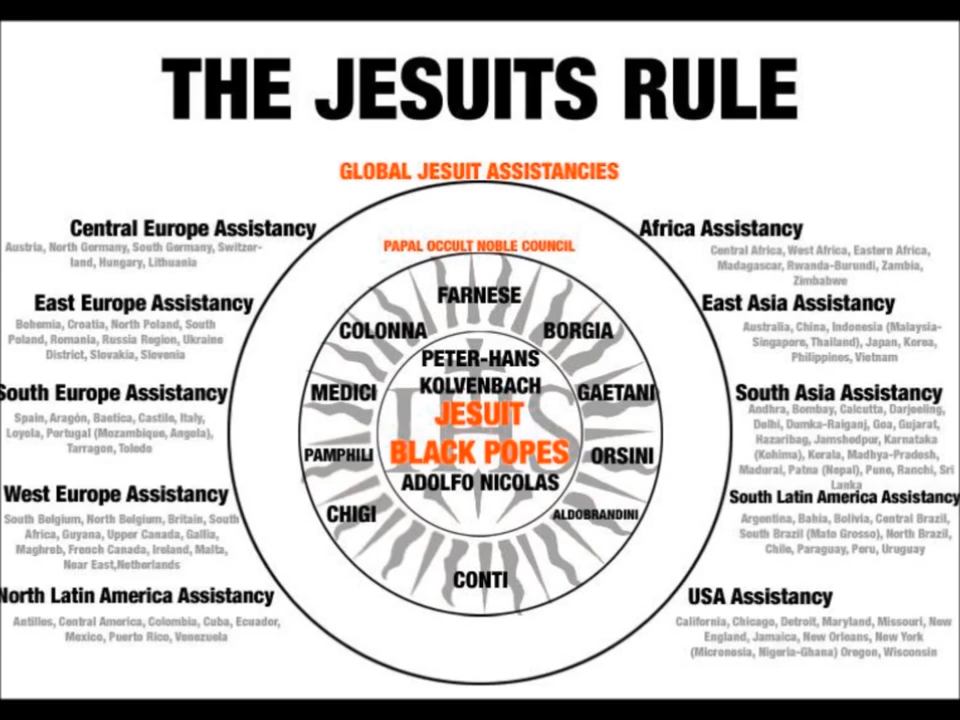 THE JESUITS RULE
GLOBAL JESUIT ASSISTANCIES
Central Europe Assistancy
Austria, North Germany, South Germany, Switzer-
land, Hungary, Lithuania
East Europe Assistancy
Bohemia, Croatia, North Poland, South
Poland, Romania, Russia Region, Ukraine
District, Slovakia, Slovenia
South Europe Assistancy
Spain, Aragón, Baetica, Castile, Italy,
Loyola, Portugal (Mozambique, Angola),
Tarragon, Toledo
West Europe Assistancy
South Belgium, North Belgium, Britain, South
Africa, Guyana, Upper Canada, Gallia,
Maghreb, French Canada, Ireland, Malta,
Near East,Netherlands
North Latin America Assistancy
Antilles, Central America, Colombia, Cuba, Ecuador,
Mexico, Puerto Rico, Venezuela
PAPAL OCCULT NOBLE COUNCIL
FARNESE
COLONNA
BORGIA
MEDICI
GAETANI
PAMPHILI
ORSINI
CHIGI
ALDOBRANDINI
CONTI
PETER-HANS
KOLVENBACH
JESUIT
BLACK POPES
ADOLFO NICOLAS
IHS
Africa Assistancy
Central Africa, West Africa, Eastern Africa,
Madagascar, Rwanda-Burundi, Zambia,
Zimbabwe
East Asia Assistancy
Australia, China, Indonesia (Malaysia-
Singapore, Thailand), Japan, Korea,
Philippines, Vietnam
South Asia Assistancy
Andhra, Bombay, Calcutta, Darjeeling,
Delhi, Dumka-Raiganj, Goa, Gujarat,
Hazaribag, Jamshedpur, Karnataka
(Kohima), Kerala, Madhya-Pradesh,
Madurai, Patna (Nepal), Pune, Ranchi, Sri
Lanka
South Latin America Assistancy
Argentina, Bahia, Bolivia, Central Brazil,
South Brazil (Mato Grosso), North Brazil,
Chile, Paraguay, Peru, Uruguay
USA Assistancy
California, Chicago, Detroit, Maryland, Missouri, New
England, Jamaica, New Orleans, New York
(Micronesia, Nigeria-Ghana) Oregon, Wisconsin